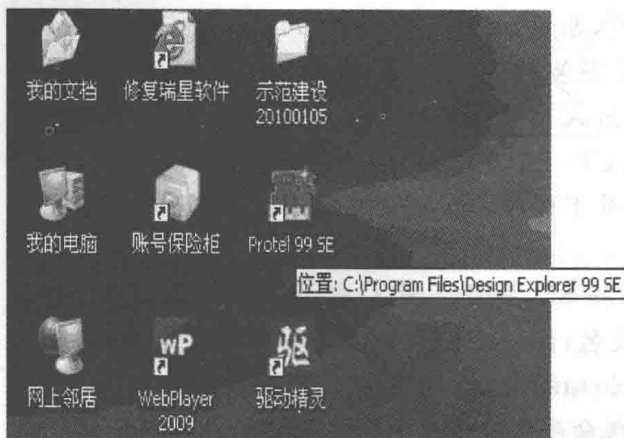 我的文档
修复瑞星软件
示范建设
20100105
我的电脑
账号保险柜
Protel 99 SE
位置: C:\Program Files\Design Explorer 99 SE
网上邻居
wP
WebPlayer
2009
驱
驱动精灵